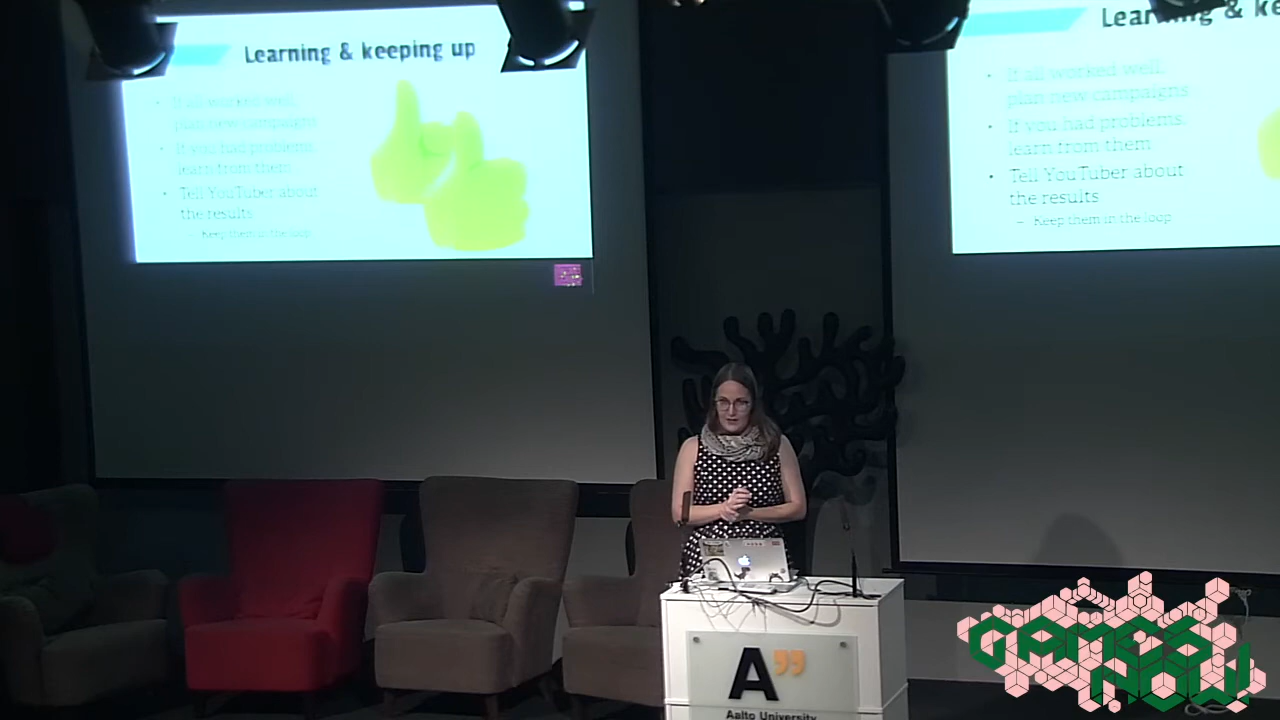 Learning & keeping up
It all worked well,
plan new campaigns
If you had problems,
learn from them
Tell YouTuber about
the results
– Keep them in the loop
Learning & ke
It all worked well,
plan new campaigns
If you had problems,
learn from them
Tell YouTuber about
the results
– Keep them in the loop
A"
Aalto University
GAMES
NOW